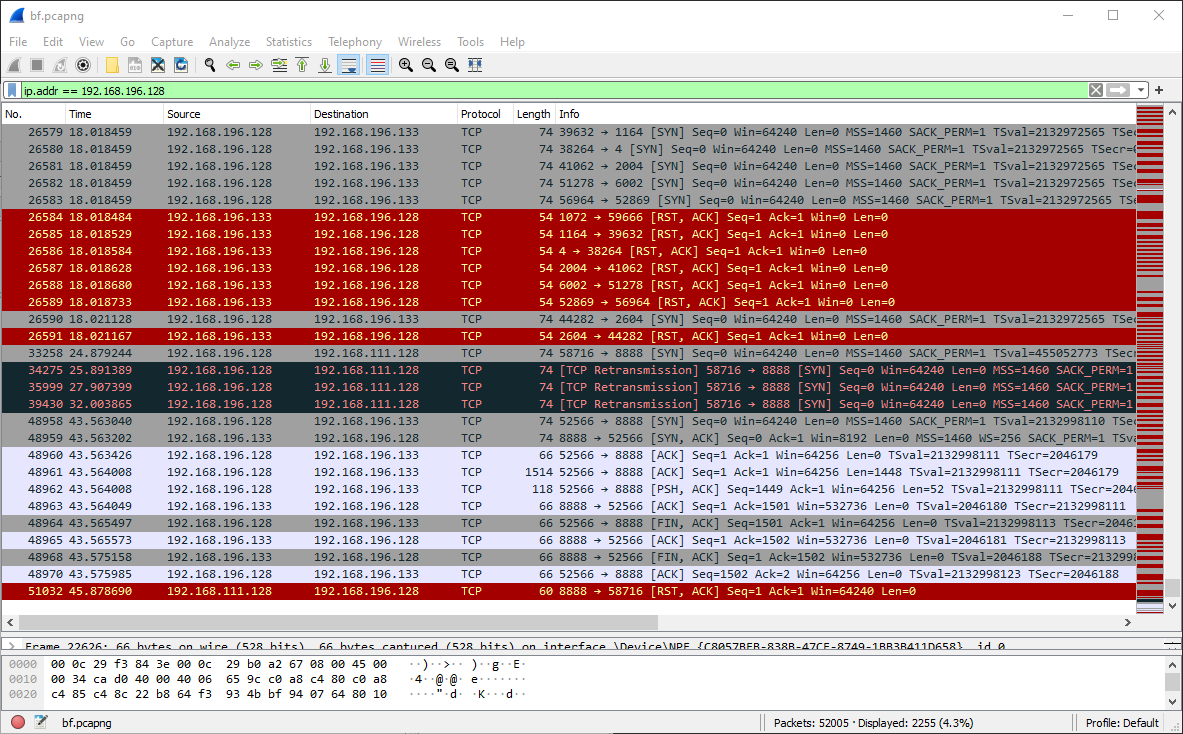 bf.pcapng
File Edit View Go Capture Analyze Statistics Telephony Wireless Tools Help
ip.addr == 192.168.196.128
No. Time Source Destination Protocol Length Info
26579 18.018459 192.168.196.128 192.168.196.133 TCP 74 39632 → 1164 [SYN] Seq=0 Win=64240 Len=0 MSS=1460 SACK_PERM=1 TSval=2132972565 TSec
26580 18.018459 192.168.196.128 192.168.196.133 TCP 74 38264 → 4 [SYN] Seq=0 Win=64240 Len=0 MSS=1460 SACK_PERM=1 TSval=2132972565 TSecr=
26581 18.018459 192.168.196.128 192.168.196.133 TCP 74 41062 → 2004 [SYN] Seq=0 Win=64240 Len=0 MSS=1460 SACK_PERM=1 TSval=2132972565 TSec
26582 18.018459 192.168.196.128 192.168.196.133 TCP 74 51278 → 6002 [SYN] Seq=0 Win=64240 Len=0 MSS=1460 SACK_PERM=1 TSval=2132972565 TSec
26583 18.018459 192.168.196.128 192.168.196.133 TCP 74 56964 → 52869 [SYN] Seq=0 Win=64240 Len=0 MSS=1460 SACK_PERM=1 TSval=2132972565 TSe
26584 18.018484 192.168.196.133 192.168.196.128 TCP 54 1072 → 59666 [RST, ACK] Seq=1 Ack=1 Win=0 Len=0
26585 18.018529 192.168.196.133 192.168.196.128 TCP 54 1164 → 39632 [RST, ACK] Seq=1 Ack=1 Win=0 Len=0
26586 18.018584 192.168.196.133 192.168.196.128 TCP 54 4 → 38264 [RST, ACK] Seq=1 Ack=1 Win=0 Len=0
26587 18.018628 192.168.196.133 192.168.196.128 TCP 54 2004 → 41062 [RST, ACK] Seq=1 Ack=1 Win=0 Len=0
26588 18.018680 192.168.196.133 192.168.196.128 TCP 54 6002 → 51278 [RST, ACK] Seq=1 Ack=1 Win=0 Len=0
26589 18.018733 192.168.196.133 192.168.196.128 TCP 54 52869 → 56964 [RST, ACK] Seq=1 Ack=1 Win=0 Len=0
26590 18.021128 192.168.196.128 192.168.196.133 TCP 74 44282 → 2604 [SYN] Seq=0 Win=64240 Len=0 MSS=1460 SACK_PERM=1 TSval=2132972565 TSec
26591 18.021167 192.168.196.133 192.168.196.128 TCP 54 2604 → 44282 [RST, ACK] Seq=1 Ack=1 Win=0 Len=0
33258 24.879244 192.168.196.128 192.168.111.128 TCP 74 58716 → 8888 [SYN] Seq=0 Win=64240 Len=0 MSS=1460 SACK_PERM=1 TSval=455052773 TSecr
34275 25.891389 192.168.196.128 192.168.111.128 TCP 74 [TCP Retransmission] 58716 → 8888 [SYN] Seq=0 Win=64240 Len=0 MSS=1460 SACK_PERM=1
35999 27.907399 192.168.196.128 192.168.111.128 TCP 74 [TCP Retransmission] 58716 → 8888 [SYN] Seq=0 Win=64240 Len=0 MSS=1460 SACK_PERM=1
39430 32.003865 192.168.196.128 192.168.111.128 TCP 74 [TCP Retransmission] 58716 → 8888 [SYN] Seq=0 Win=64240 Len=0 MSS=1460 SACK_PERM=1
48958 43.563040 192.168.196.128 192.168.196.133 TCP 74 52566 → 8888 [SYN] Seq=0 Win=64240 Len=0 MSS=1460 SACK_PERM=1 TSval=2132998110 TSec
48959 43.563202 192.168.196.133 192.168.196.128 TCP 74 8888 → 52566 [SYN, ACK] Seq=0 Ack=1 Win=8192 Len=0 MSS=1460 WS=256 SACK_PERM=1 TSva
48960 43.563426 192.168.196.128 192.168.196.133 TCP 66 52566 → 8888 [ACK] Seq=1 Ack=1 Win=64256 Len=0 TSval=2132998111 TSecr=2046179
48961 43.564008 192.168.196.128 192.168.196.133 TCP 1514 52566 → 8888 [ACK] Seq=1 Ack=1 Win=64256 Len=1448 TSval=2132998111 TSecr=2046179
48962 43.564008 192.168.196.128 192.168.196.133 TCP 118 52566 → 8888 [PSH, ACK] Seq=1449 Ack=1 Win=64256 Len=52 TSval=2132998111 TSecr=2046
48963 43.564049 192.168.196.133 192.168.196.128 TCP 66 8888 → 52566 [ACK] Seq=1 Ack=1501 Win=532736 Len=0 TSval=2046180 TSecr=2132998111
48964 43.565497 192.168.196.128 192.168.196.133 TCP 66 52566 → 8888 [FIN, ACK] Seq=1501 Ack=1 Win=64256 Len=0 TSval=2132998113 TSecr=2046
48965 43.565573 192.168.196.133 192.168.196.128 TCP 66 8888 → 52566 [ACK] Seq=1 Ack=1502 Win=532736 Len=0 TSval=2046181 TSecr=2132998113
48968 43.575158 192.168.196.133 192.168.196.128 TCP 66 8888 → 52566 [FIN, ACK] Seq=1 Ack=1502 Win=532736 Len=0 TSval=2046188 TSecr=2132998
48970 43.575985 192.168.196.128 192.168.196.133 TCP 66 52566 → 8888 [ACK] Seq=1502 Ack=2 Win=64256 Len=0 TSval=2132998123 TSecr=2046188
51032 45.878690 192.168.111.128 192.168.196.128 TCP 60 8888 → 58716 [RST, ACK] Seq=1 Ack=1 Win=64240 Len=0
Frame 22626: 66 bytes on wire (528 bits), 66 bytes captured (528 bits) on interface \Device\NPF_{C8057BEB-838B-47CE-8749-1BB3B411D658}, id 0
0000 00 0c 29 f3 84 3e 00 0c 29 b0 a2 67 08 00 45 00 ··)··>·· )··g··E·
0010 00 34 ca d0 40 00 40 06 65 9c c0 a8 c4 80 c0 a8 ·4··@·@· e·······
0020 c4 85 c4 8c 22 b8 64 f3 93 4b bf 94 07 64 80 10 ····"·d· ·K···d··
bf.pcapng Packets: 52005 · Displayed: 2255 (4.3%) Profile: Default